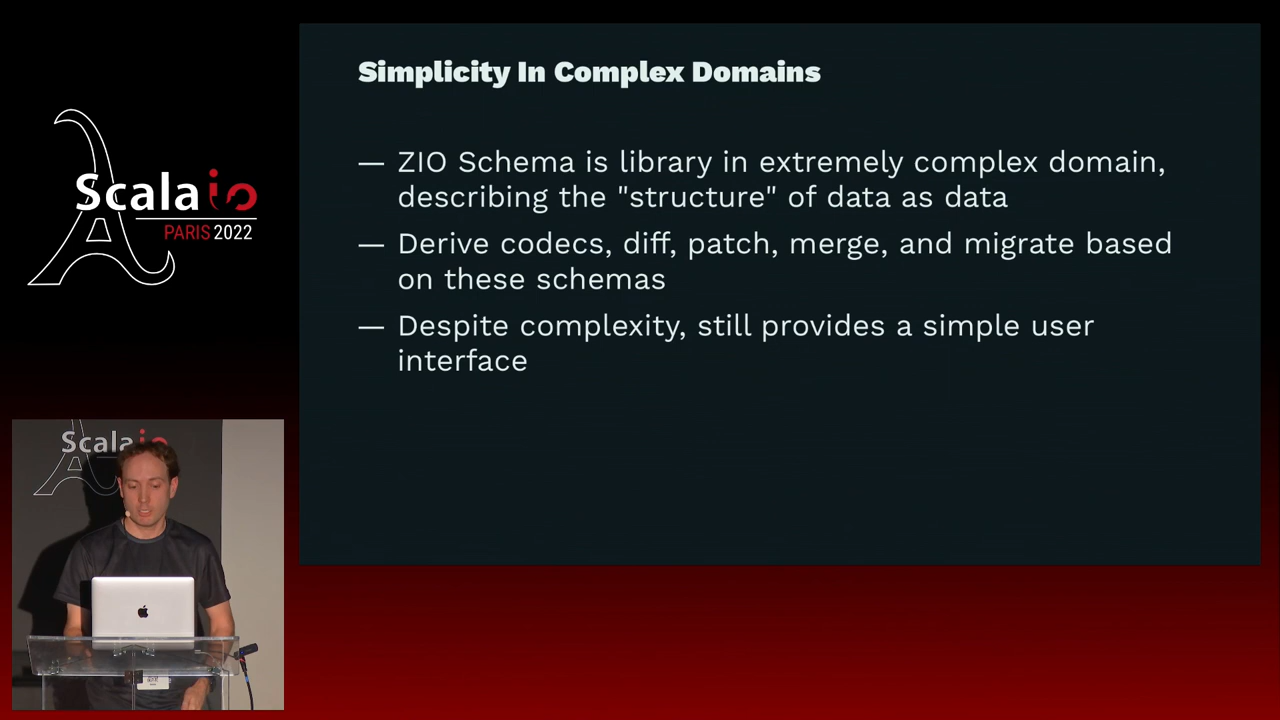 Simplicity In Complex Domains
— ZIO Schema is library in extremely complex domain,
describing the "structure" of data as data
— Derive codecs, diff, patch, merge, and migrate based
on these schemas
— Despite complexity, still provides a simple user
interface
Scalaio
PARIS 2022
Scalaio